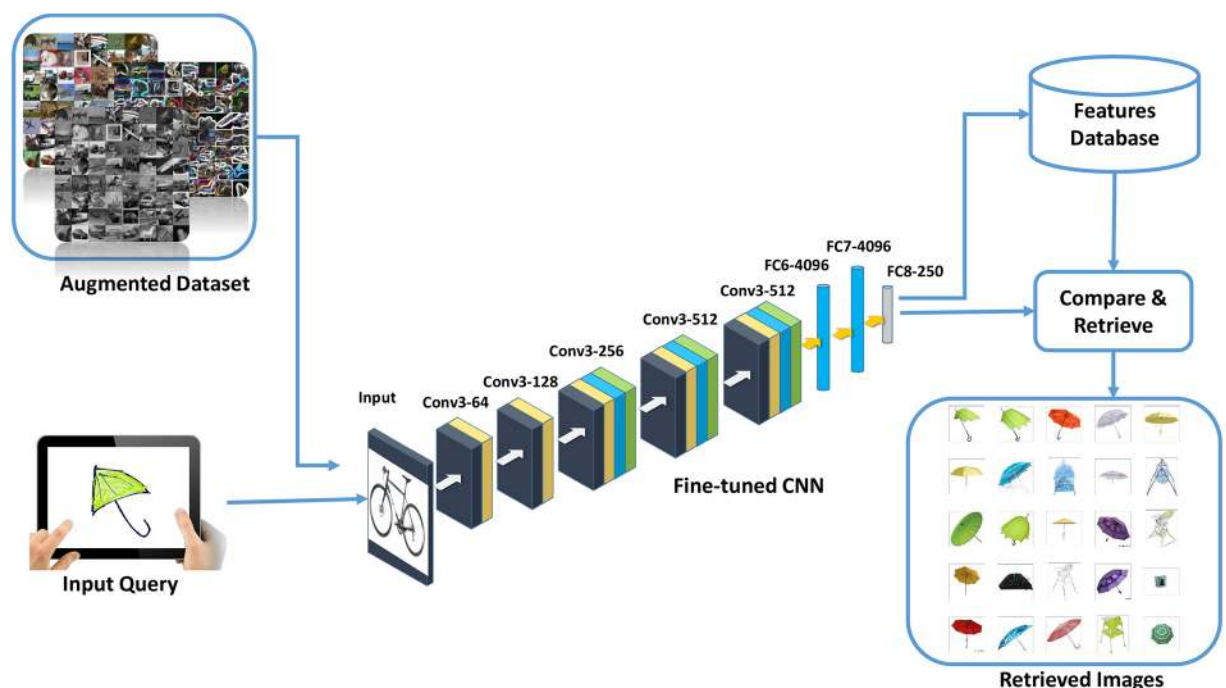 Augmented Dataset
Input Query
Input
Conv3-64
Conv3-128
Conv3-256
Conv3-512
Conv3-512
FC6-4096
FC7-4096
FC8-250
Fine-tuned CNN
Features
Database
Compare &
Retrieve
Retrieved Images